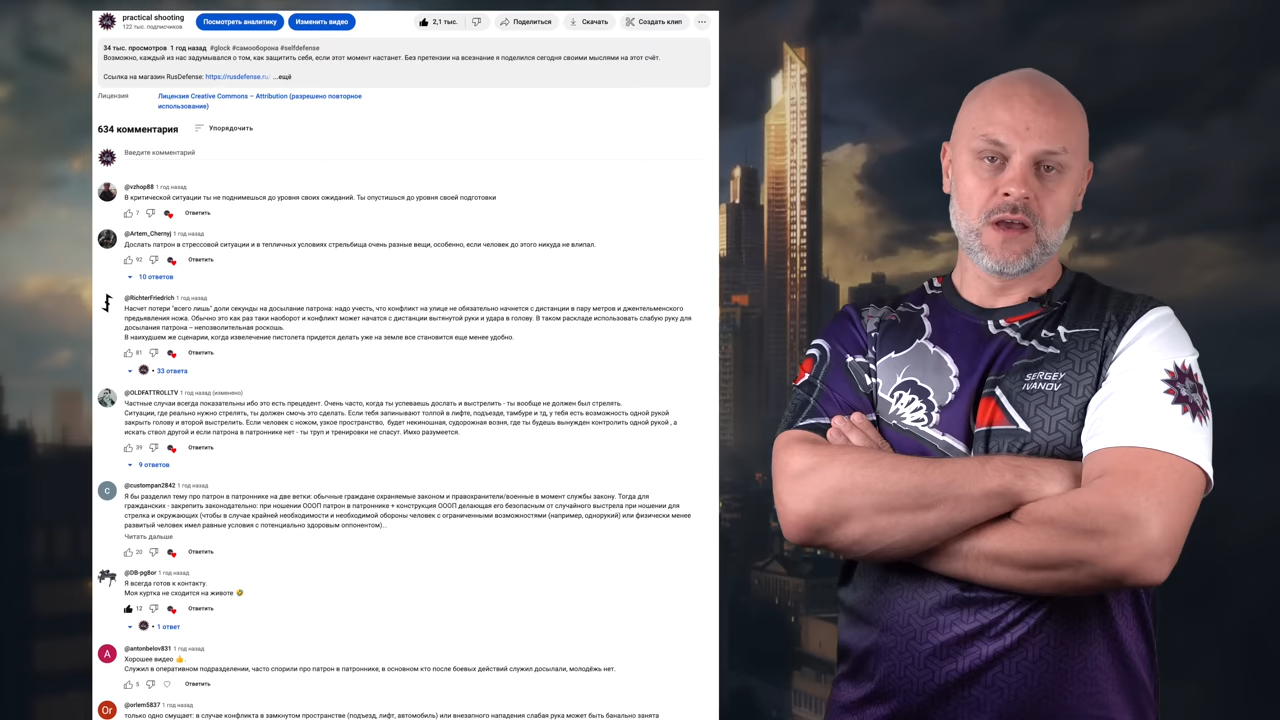 practical shooting
122 тыс. подписчиков
Посмотреть аналитику
Изменить видео
2,1 тыс.
Поделиться
Скачать
Создать клип
34 тыс. просмотров 1 год назад #glock #самооборона #selfdefense
Возможно, каждый из нас задумывался о том, как защитить себя, если этот момент настанет. Без претензии на всезнание я поделился сегодня своими мыслями на этот счёт.
Ссылка на магазин RusDefense: https://rusdefense.ru/ ...ещё
Лицензия
Лицензия Creative Commons – Attribution (разрешено повторное
использование)
634 комментария
Упорядочить
Введите комментарий
@vzhop88 1 год назад
В критической ситуации ты не поднимешься до уровня своих ожиданий. Ты опустишься до уровня своей подготовки
7
Ответить
@Artem_Chernyj 1 год назад
Дослать патрон в стрессовой ситуации и в тепличных условиях стрельбища очень разные вещи, особенно, если человек до этого никуда не влипал.
92
Ответить
10 ответов
@RichterFriedrich 1 год назад
Насчет потери "всего лишь" доли секунды на досылание патрона: надо учесть, что конфликт на улице не обязательно начнется с дистанции в пару метров и джентельменского
предъявления ножа. Обычно это как раз таки наоборот и конфликт может начатся с дистанции вытянутой руки и удара в голову. В таком раскладе использовать слабую руку для
досылания патрона – непозволительная роскошь.
В наихудшем же сценарии, когда извлечение пистолета придется делать уже на земле все становится еще менее удобно.
81
Ответить
33 ответа
@OLDFATTROLLTV 1 год назад (изменено)
Частные случаи всегда показательны ибо это есть прецедент. Очень часто, когда ты успеваешь дослать и выстрелить - ты вообще не должен был стрелять.
Ситуации, где реально нужно стрелять, ты должен смочь это сделать. Если тебя запинывают толпой в лифте, подъезде, тамбуре и тд, у тебя есть возможность одной рукой
закрыть голову и второй выстрелить. Если человек с ножом, узкое пространство, будет некислая борьба, судорожная возня, где ты будешь вынужден контролить одной рукой , а
искать ствол другой и если патрона в патроннике нет - ты труп и тренировки не спасут. Имхо разумеется.
39
Ответить
9 ответов
C
@custompan2842 1 год назад
Я бы разделил тему про патрон в патроннике на две ветки: обычные граждане охраняемые законом и правохранители/военные в момент службы закону. Тогда для
гражданских - закрепить законодательно: при ношении ОООП патрон в патроннике + конструкция ОООП делающая его безопасным от случайного выстрела при ношении для
стрелка и окружающих (чтобы в случае крайней необходимости и необходимой обороны человек с ограниченными возможностями (например, однорукий) или физически менее
развитый человек имел равные условия с потенциально здоровым оппонентом)...
Читать дальше
20
Ответить
@DB-pg8or 1 год назад
Я всегда готов к контакту.
Моя куртка не сходится на животе 🤣
12
Ответить
1 ответ
A
@antonbelov831 1 год назад
Хорошее видео 👍.
Служил в оперативном подразделении, часто спорили про патрон в патроннике, в основном кто после боевых действий служил досылали, молодёжь нет.
5
Ответить
Or
@orlem5837 1 год назад
только одно смущает: в случае конфликта в замкнутом пространстве (подъезд, лифт, автомобиль) или внезапного нападения слабая рука может быть банально занята
SERGEY
IVANOV